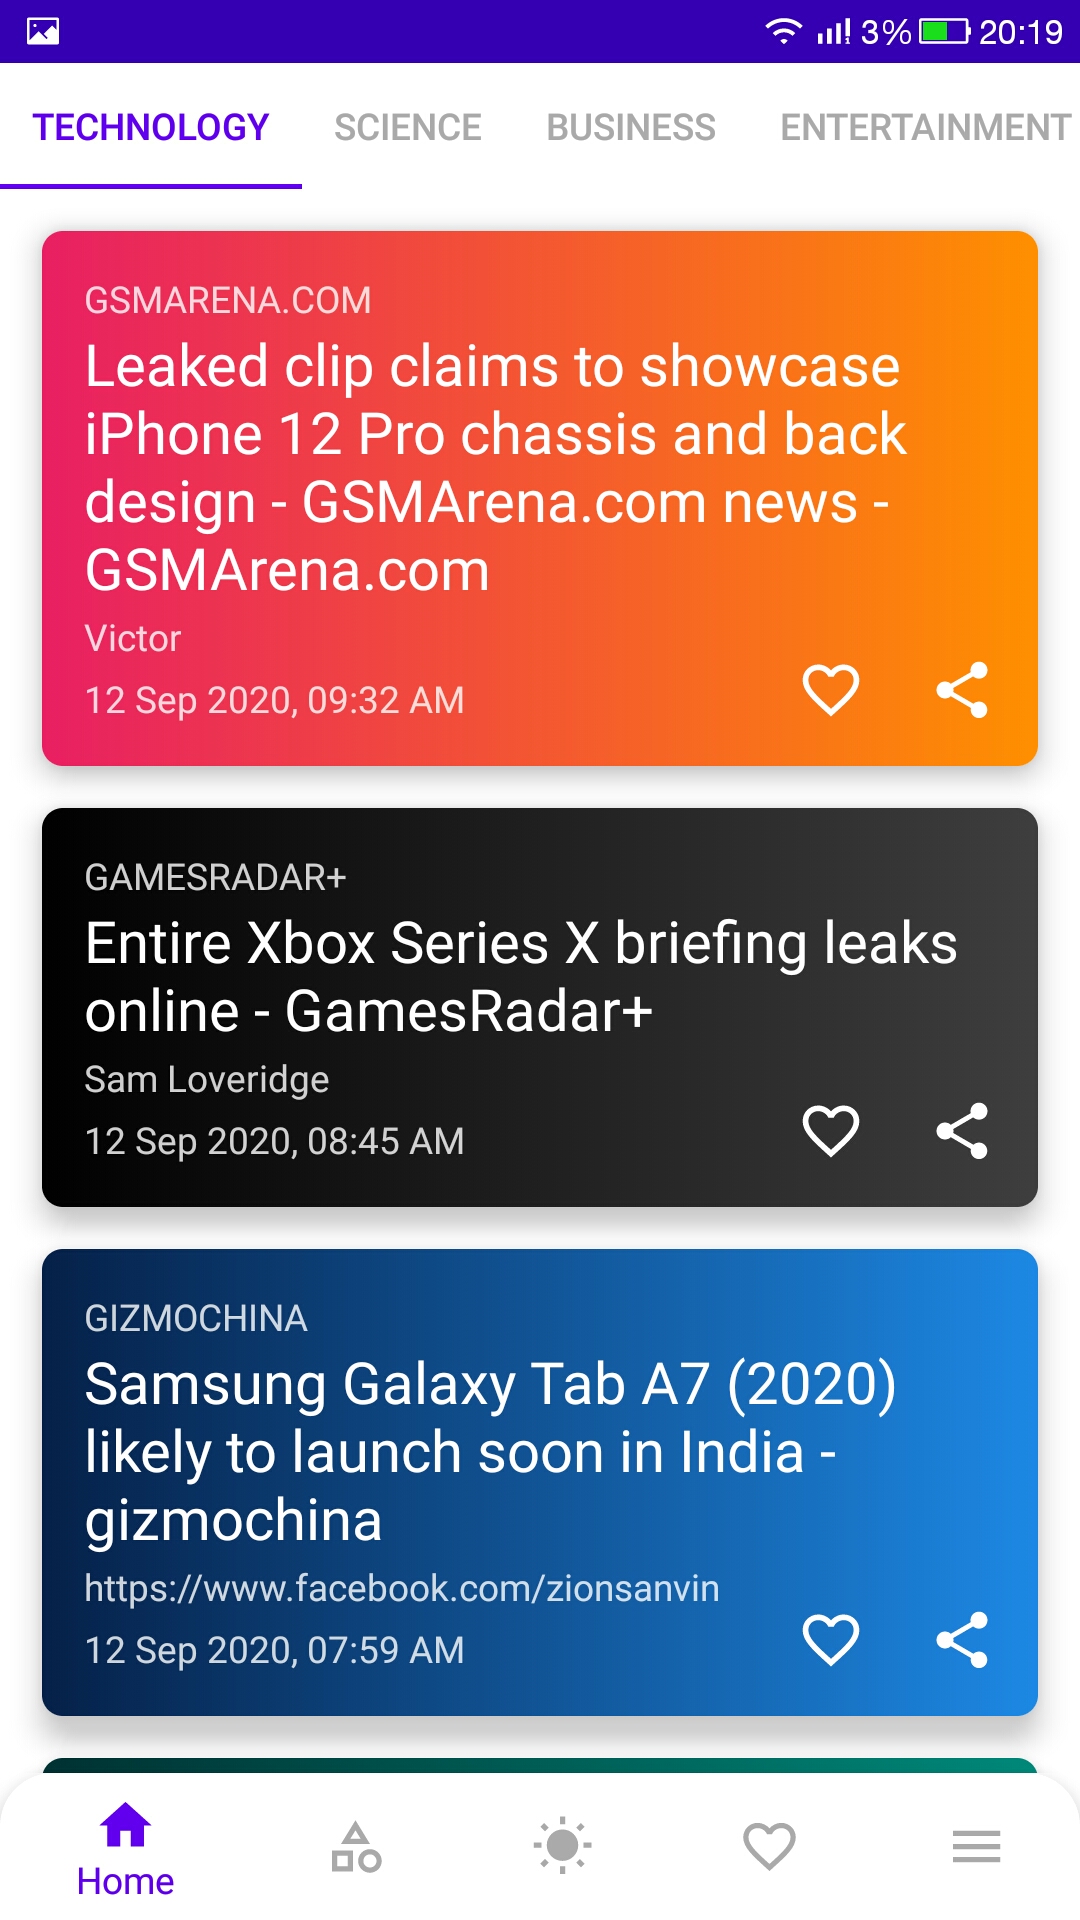 3% 20:19
TECHNOLOGY SCIENCE BUSINESS ENTERTAINMENT
GSMARENA.COM
Leaked clip claims to showcase
iPhone 12 Pro chassis and back
design - GSMArena.com news -
GSMArena.com
Victor
12 Sep 2020, 09:32 AM
GAMESRADAR+
Entire Xbox Series X briefing leaks
online - GamesRadar+
Sam Loveridge
12 Sep 2020, 08:45 AM
GIZMOCHINA
Samsung Galaxy Tab A7 (2020)
likely to launch soon in India -
gizmochina
https://www.facebook.com/zionsanvin
12 Sep 2020, 07:59 AM
Home